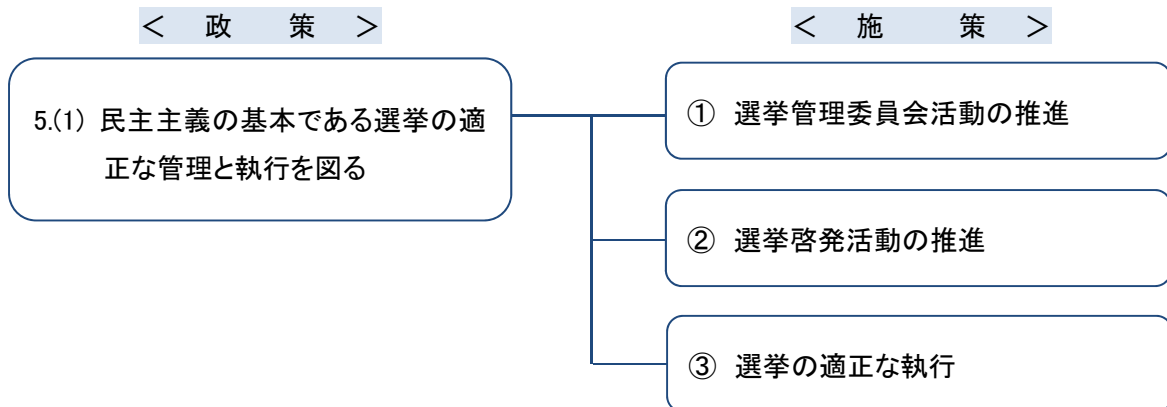 ＜ 政 策 ＞
＜ 施 策 ＞
5.(1) 民主主義の基本である選挙の適
正な管理と執行を図る
① 選挙管理委員会活動の推進
② 選挙啓発活動の推進
③ 選挙の適正な執行